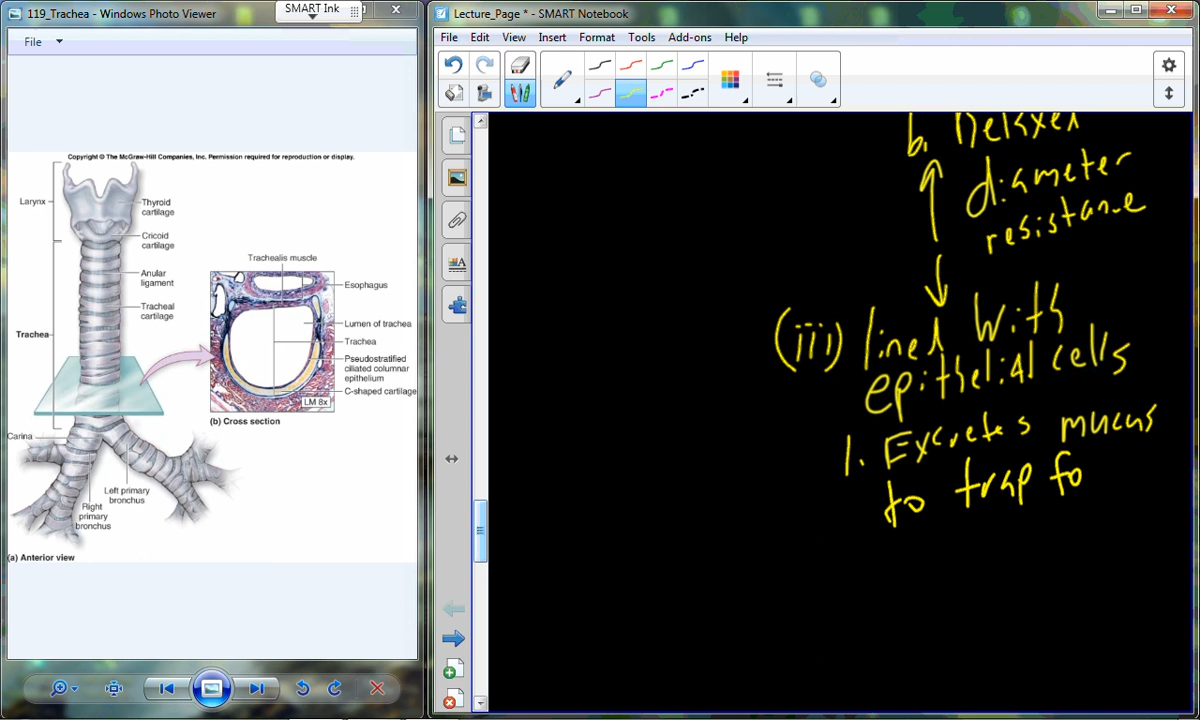 119_Trachea - Windows Photo Viewer
SMART Ink
File
Copyright © The McGraw-Hill Companies, Inc. Permission required for reproduction or display.
Larynx
Thyroid
cartilage
Cricoid
cartilage
Anular
ligament
Tracheal
cartilage
Trachea
Carina
Left primary
bronchus
Right
primary
bronchus
(a) Anterior view
Trachealis muscle
Esophagus
Lumen of trachea
Trachea
Pseudostratified
ciliated columnar
epithelium
C-shaped cartilage
LM 8x
(b) Cross section
Lecture_Page * - SMART Notebook
File Edit View Insert Format Tools Add-ons Help
b. Relaxed
diameter
resistance
(iii) lined with
epithelial cells
1. Excretes mucus
to trap fo